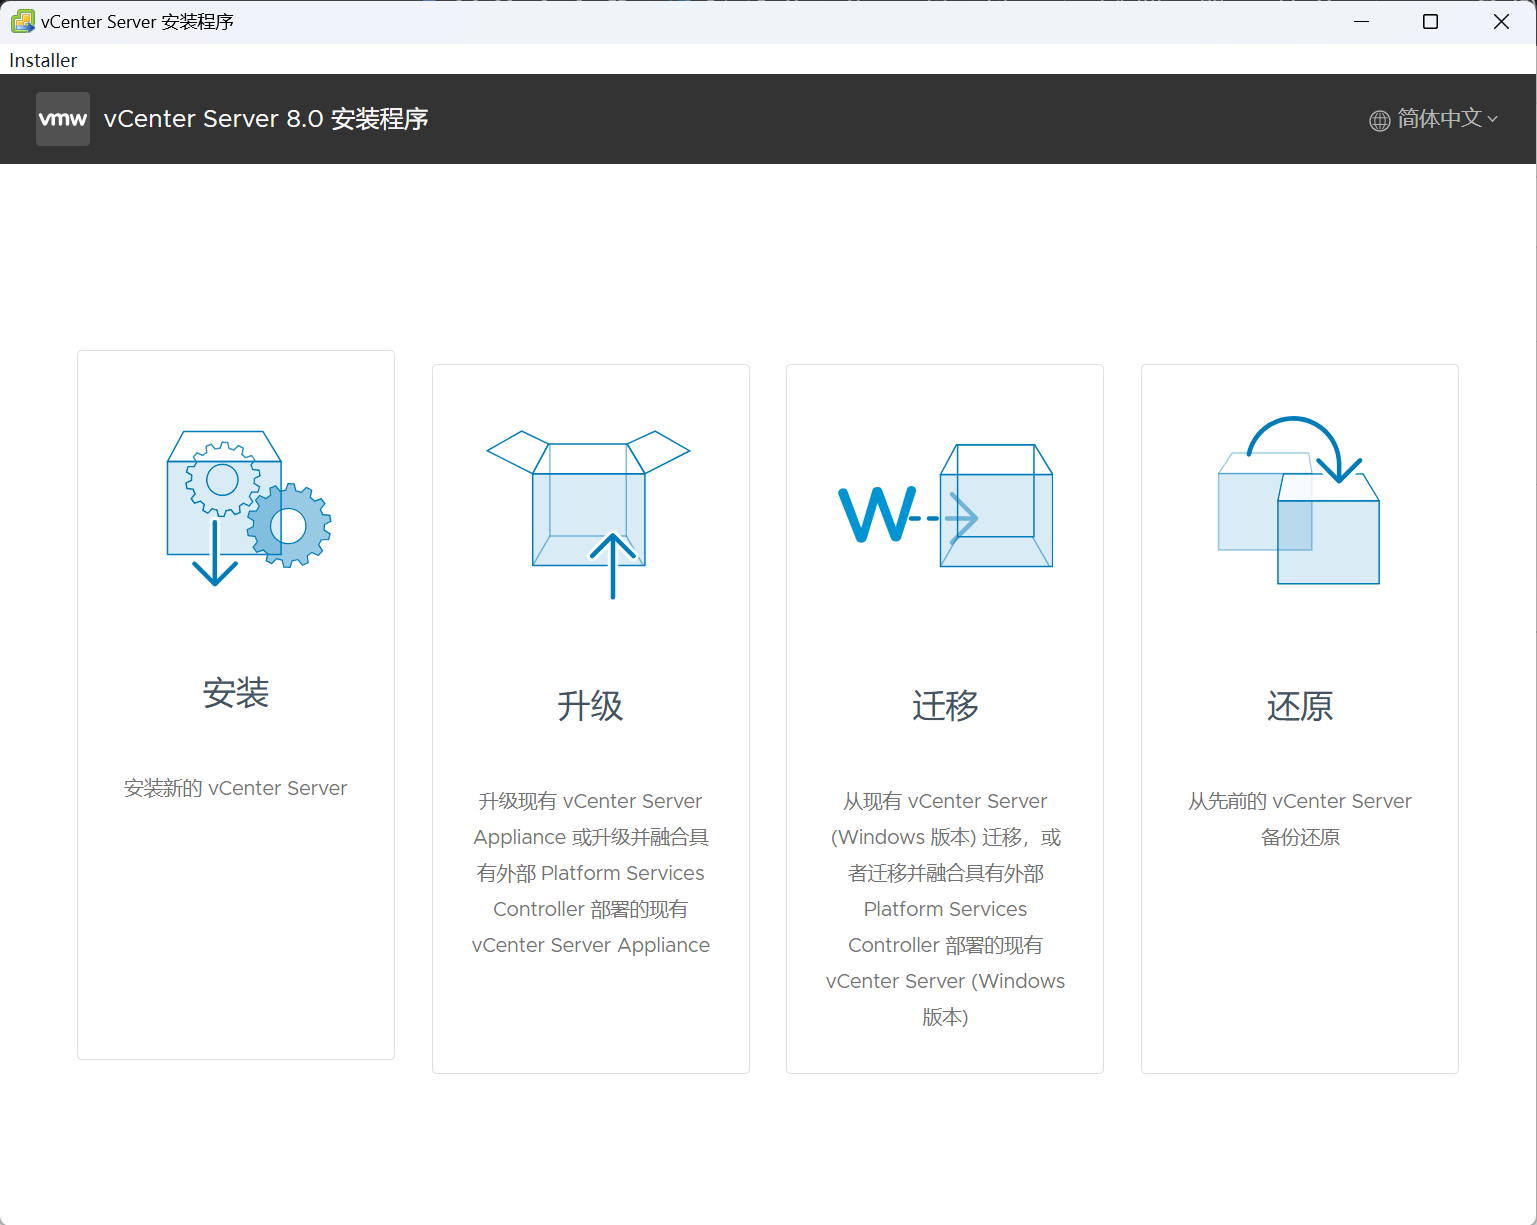 vCenter Server 安装程序
Installer
vmw
vCenter Server 8.0 安装程序
简体中文
安装
安装新的 vCenter Server
升级
升级现有 vCenter Server
Appliance 或升级并融合具
有外部 Platform Services
Controller 部署的现有
vCenter Server Appliance
W
迁移
从现有 vCenter Server
(Windows 版本) 迁移，或
者迁移并融合具有外部
Platform Services
Controller 部署的现有
vCenter Server (Windows
版本)
还原
从先前的 vCenter Server
备份还原